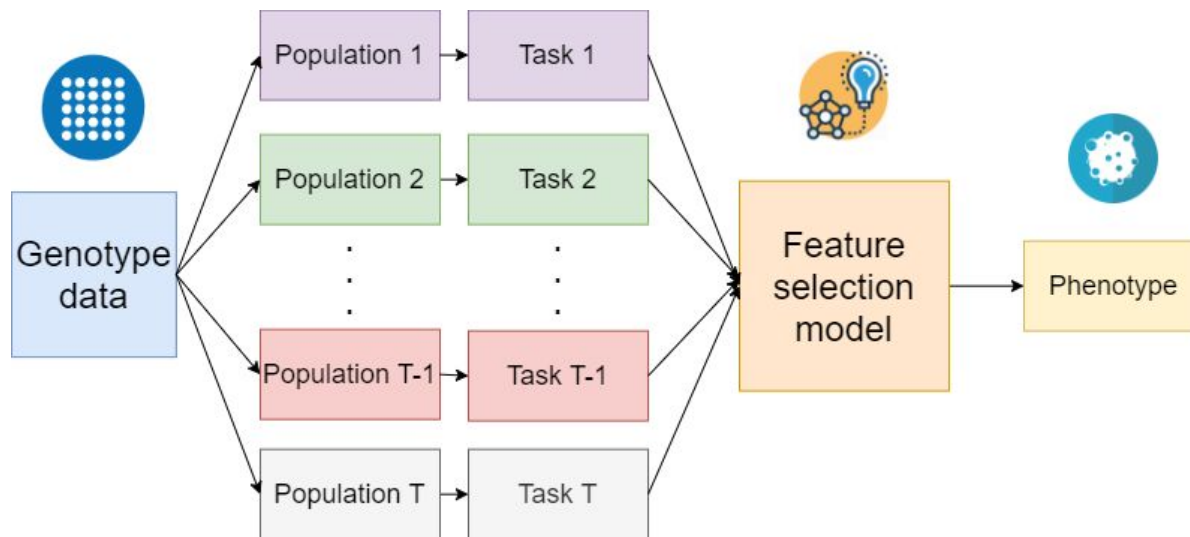 Population 1
Task 1
Population 2
Task 2
Genotype
data
.
.
.
.
.
.
Feature
selection
model
Phenotype
Population T-1
Task T-1
Population T
Task T